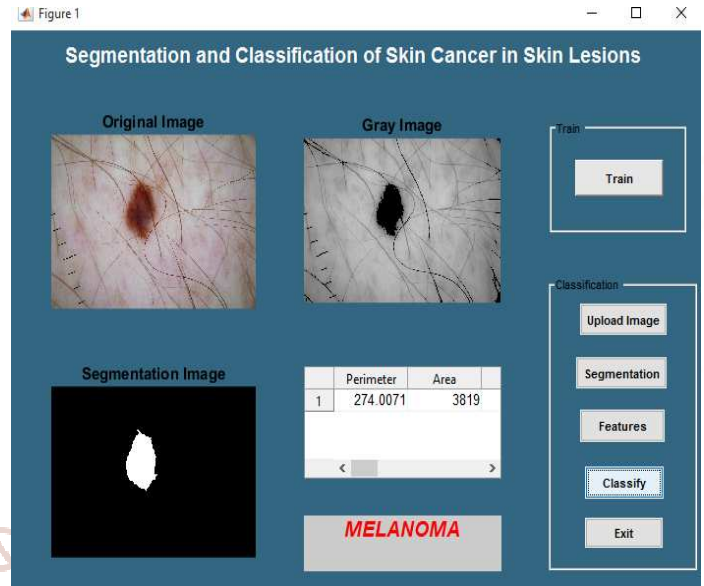 Figure 1
Segmentation and Classification of Skin Cancer in Skin Lesions
Original Image
Gray Image
Train
Train
Classification
Upload Image
Segmentation
Features
Classify
Exit
Segmentation Image
Perimeter Area
1 274.0071 3819
MELANOMA